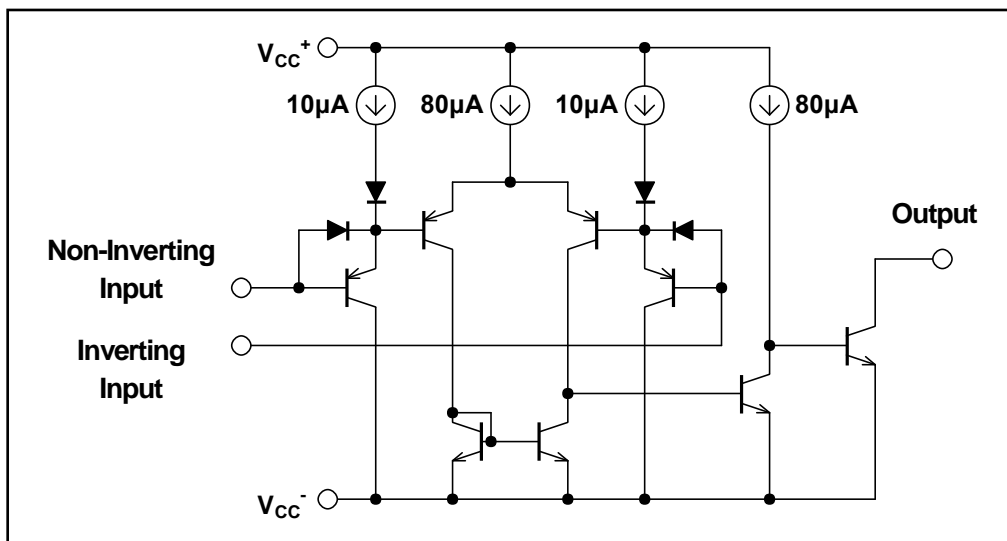 VCC+
10µA 80µA 10µA 80µA
Output
Non-Inverting
Input
Inverting
Input
VCC-